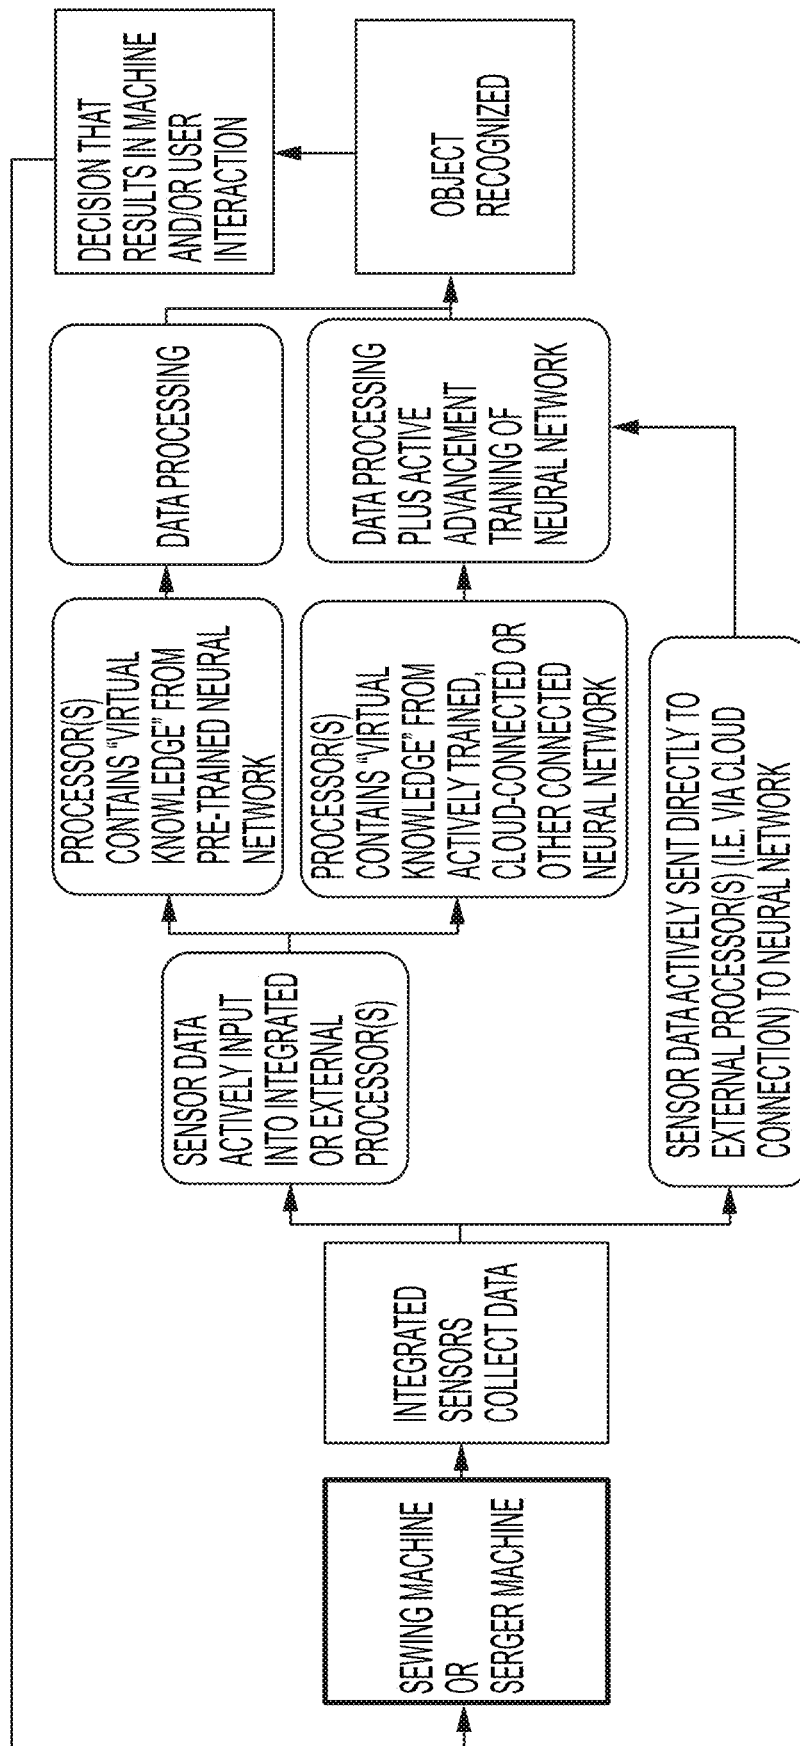 SEWING MACHINE
OR
SERGER MACHINE
INTEGRATED
SENSORS
COLLECT DATA
SENSOR DATA
ACTIVELY INPUT
INTO INTEGRATED
OR EXTERNAL
PROCESSOR(S)
SENSOR DATA ACTIVELY SENT DIRECTLY TO
EXTERNAL PROCESSOR(S) (I.E. VIA CLOUD
CONNECTION) TO NEURAL NETWORK
PROCESSOR(S)
CONTAINS "VIRTUAL
KNOWLEDGE" FROM
PRE-TRAINED NEURAL
NETWORK
PROCESSOR(S)
CONTAINS "VIRTUAL
KNOWLEDGE" FROM
ACTIVELY TRAINED,
CLOUD-CONNECTED OR
OTHER CONNECTED
NEURAL NETWORK
DATA PROCESSING
DATA PROCESSING
PLUS ACTIVE
ADVANCEMENT
TRAINING OF
NEURAL NETWORK
OBJECT
RECOGNIZED
DECISION THAT
RESULTS IN MACHINE
AND/OR USER
INTERACTION